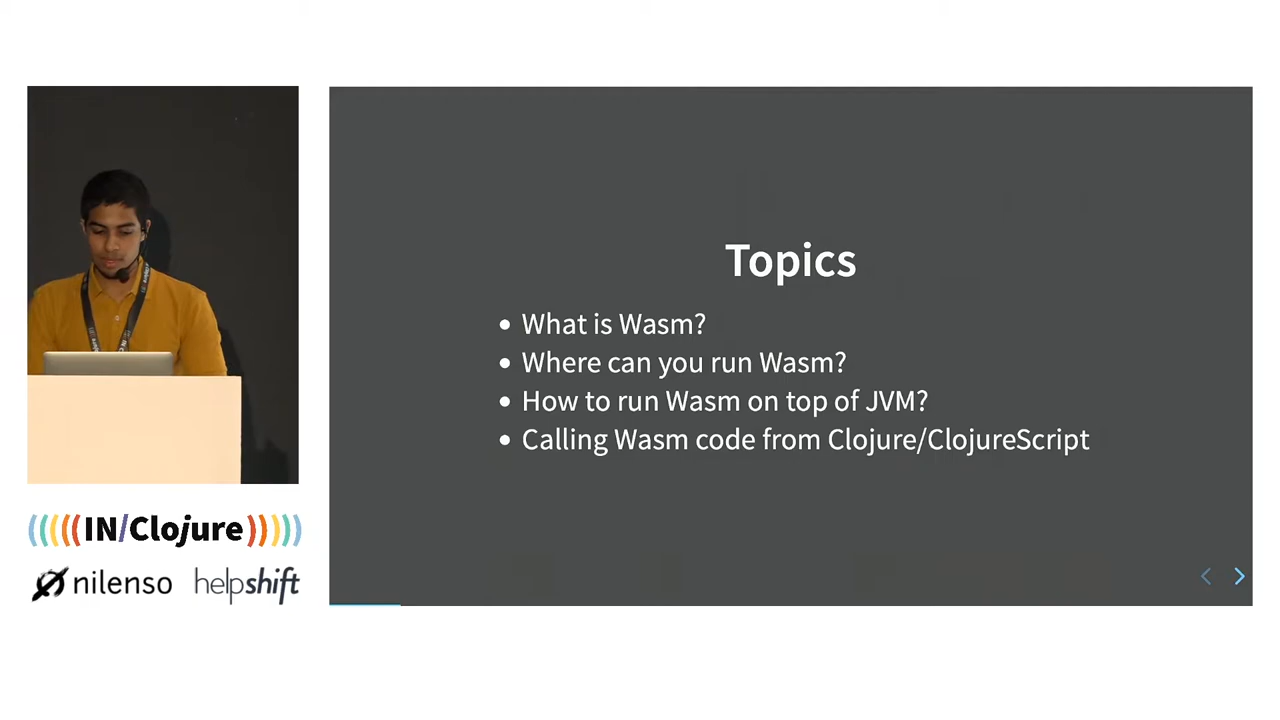 Topics
What is Wasm?
Where can you run Wasm?
How to run Wasm on top of JVM?
Calling Wasm code from Clojure/ClojureScript
(((((IN/Clojure)))))
nilenso helpshift